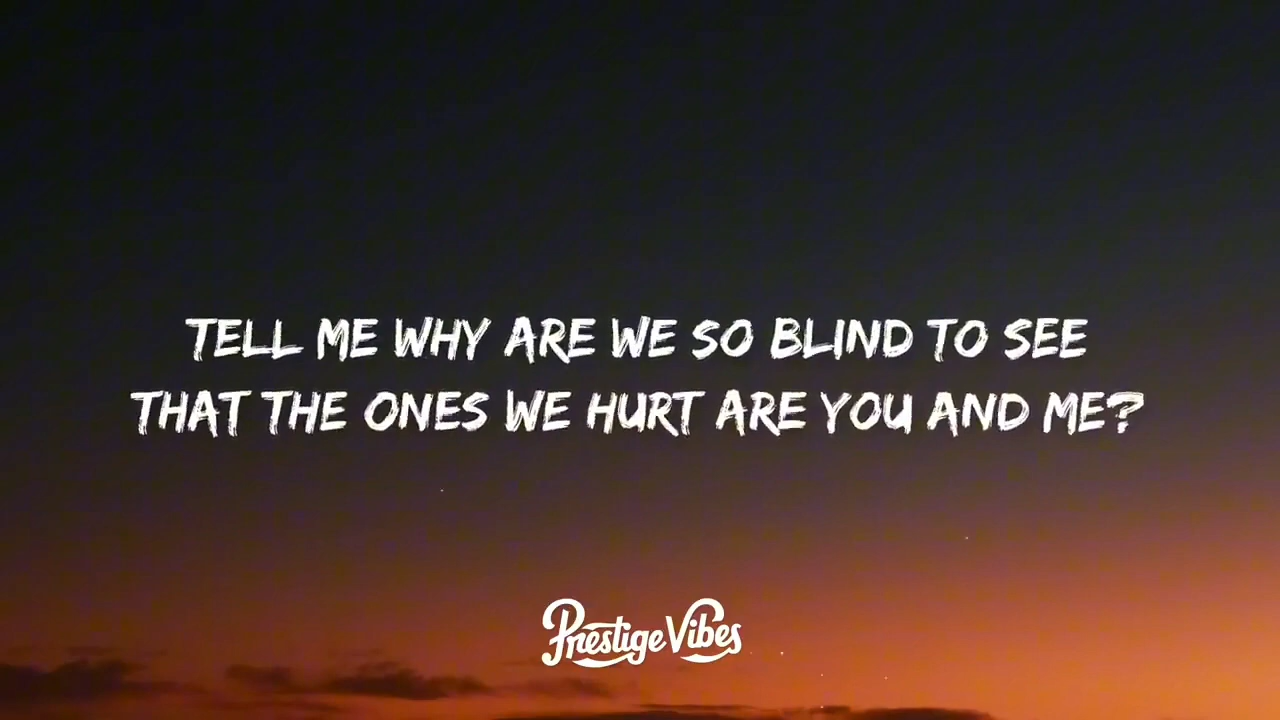 TELL ME WHY ARE WE SO BLIND TO SEE
THAT THE ONES WE HURT ARE YOU AND ME?
Prestige Vibes